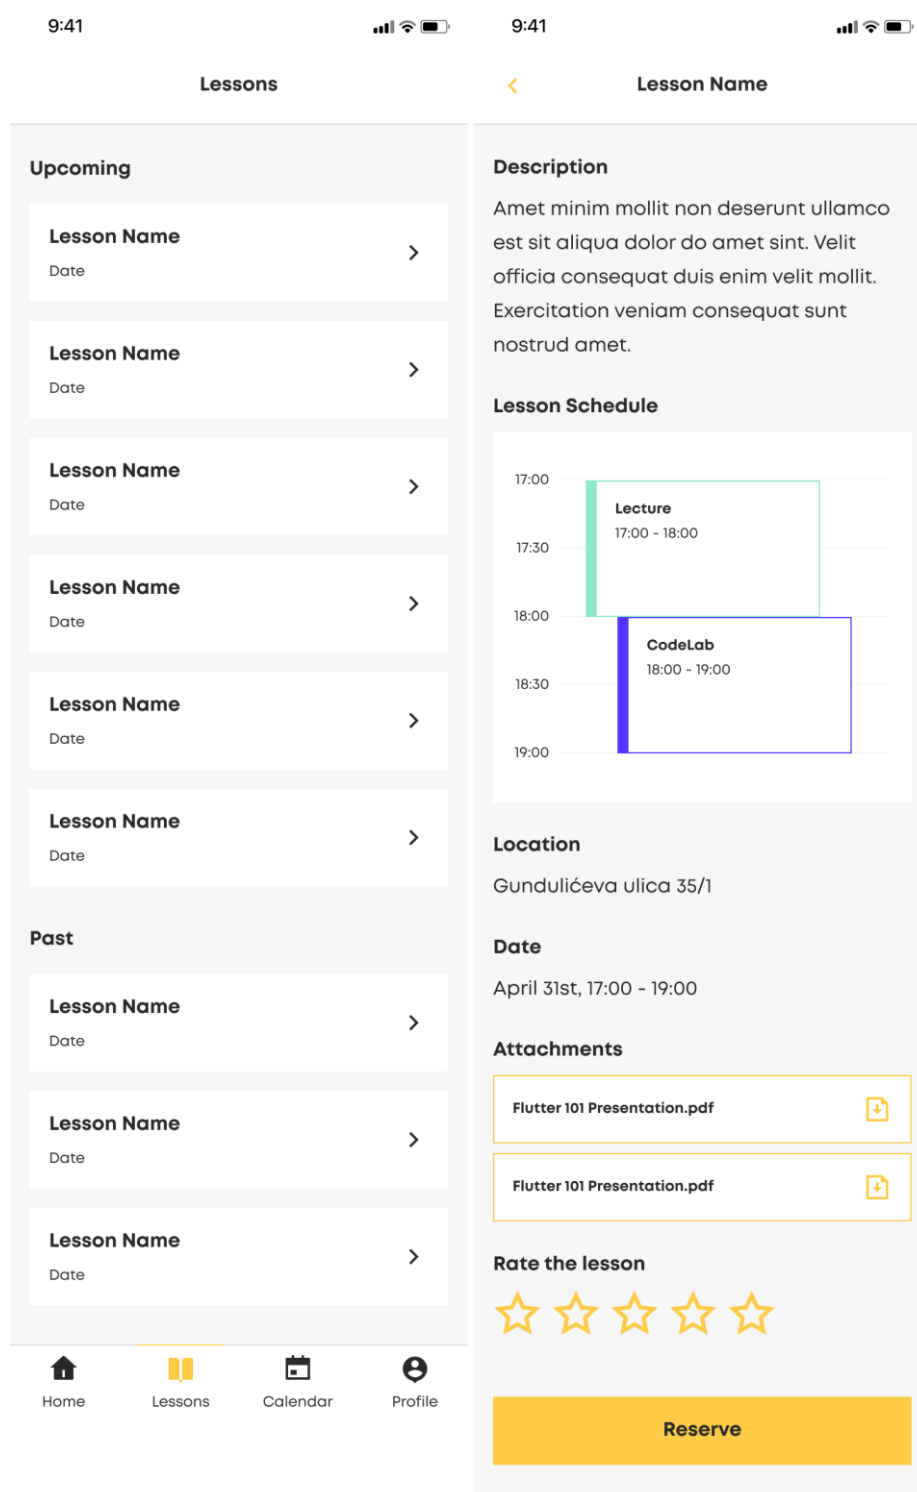 9:41
Lessons
Upcoming
Lesson Name
Date
Lesson Name
Date
Lesson Name
Date
Lesson Name
Date
Lesson Name
Date
Lesson Name
Date
Past
Lesson Name
Date
Lesson Name
Date
Lesson Name
Date
Home
Lessons
Calendar
Profile
9:41
Lesson Name
Description
Amet minim mollit non deserunt ullamco
est sit aliqua dolor do amet sint. Velit
officia consequat duis enim velit mollit.
Exercitation veniam consequat sunt
nostrud amet.
Lesson Schedule
17:00
Lecture
17:00 - 18:00
17:30
18:00
CodeLab
18:00 - 19:00
18:30
19:00
Location
Gundulićeva ulica 35/1
Date
April 31st, 17:00 - 19:00
Attachments
Flutter 101 Presentation.pdf
Flutter 101 Presentation.pdf
Rate the lesson
Reserve